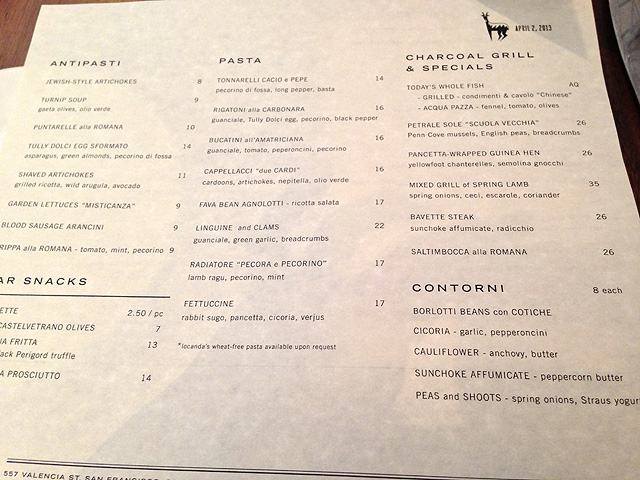 APRIL 2, 2013
ANTIPASTI
JEWISH-STYLE ARTICHOKES 8
TURNIP SOUP 9
gaeta olives, olio verde
PUNTARELLE alla ROMANA 10
TULLY DOLCI EGG SFORMATO 14
asparagus, green almonds, pecorino di fossa
SHAVED ARTICHOKES 11
grilled ricotta, wild arugula, avocado
GARDEN LETTUCES "MISTICANZA" 9
BLOOD SAUSAGE ARANCINI 9
RIPPA alla ROMANA - tomato, mint, pecorino 9
AR SNACKS
ETTE 2.50 / pc
CASTELVETRANO OLIVES 7
A FRITTA 13
lack Perigord truffle
A PROSCIUTTO 14
PASTA
TONNARELLI CACIO e PEPE 14
pecorino di fossa, long pepper, basta
RIGATONI alla CARBONARA 16
guanciale, Tully Dolci egg, pecorino, black pepper
BUCATINI all'AMATRICIANA 16
guanciale, tomato, peperoncini, pecorino
CAPPELLACCI "due CARDI" 16
cardoons, artichokes, nepitella, olio verde
FAVA BEAN AGNOLOTTI - ricotta salata 17
LINGUINE and CLAMS 22
guanciale, green garlic, breadcrumbs
RADIATORE "PECORA e PECORINO" 17
lamb ragu, pecorino, mint
FETTUCCINE 17
rabbit sugo, pancetta, cicoria, verjus
*locanda's wheat-free pasta available upon request
CHARCOAL GRILL
& SPECIALS
TODAY'S WHOLE FISH AQ
- GRILLED - condimenti & cavolo "Chinese"
- ACQUA PAZZA - fennel, tomato, olives
PETRALE SOLE "SCUOLA VECCHIA" 26
Penn Cove mussels, English peas, breadcrumbs
PANCETTA-WRAPPED GUINEA HEN 26
yellowfoot chanterelles, semolina gnocchi
MIXED GRILL of SPRING LAMB 35
spring onions, ceci, escarole, coriander
BAVETTE STEAK 26
sunchoke affumicate, radicchio
SALTIMBOCCA alla ROMANA 26
CONTORNI 8 each
BORLOTTI BEANS con COTICHE
CICORIA - garlic, pepperoncini
CAULIFLOWER - anchovy, butter
SUNCHOKE AFFUMICATE - peppercorn butter
PEAS and SHOOTS - spring onions, Straus yogur
557 VALENCIA ST. SAN FRANCISCO